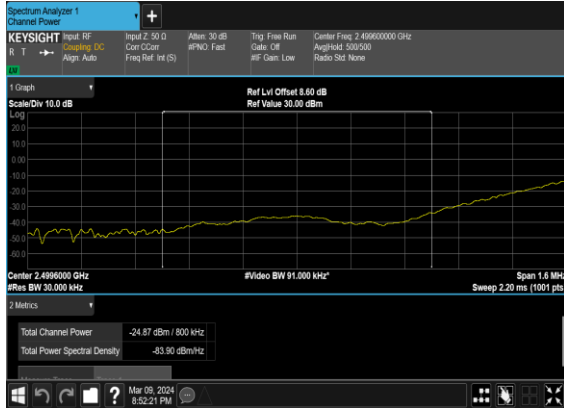 Spectrum Analyzer 1
Channel Power
+
KEYSIGHT
R T
Input: RF
Coupling: DC
Align: Auto
Input Z: 50 Ω
Corr CCorr
Freq Ref: Int (S)
Atten: 30 dB
#PNO: Fast
Trig: Free Run
Gate: Off
#IF Gain: Low
Center Freq: 2.499600000 GHz
Avg|Hold: 500/500
Radio Std: None
1 Graph
Scale/Div 10.0 dB
Ref Lvl Offset 8.60 dB
Ref Value 30.00 dBm
Log
20.0
10.0
0.00
-10.0
-20.0
-30.0
-40.0
-50.0
-60.0
Center 2.4996000 GHz
#Video BW 91.000 kHz*
Span 1.6 MHz
#Res BW 30.000 kHz
Sweep 2.20 ms (1001 pts)
2 Metrics
Total Channel Power -24.87 dBm / 800 kHz
Total Power Spectral Density -83.90 dBm/Hz
?
Mar 09, 2024
8:52:21 PM